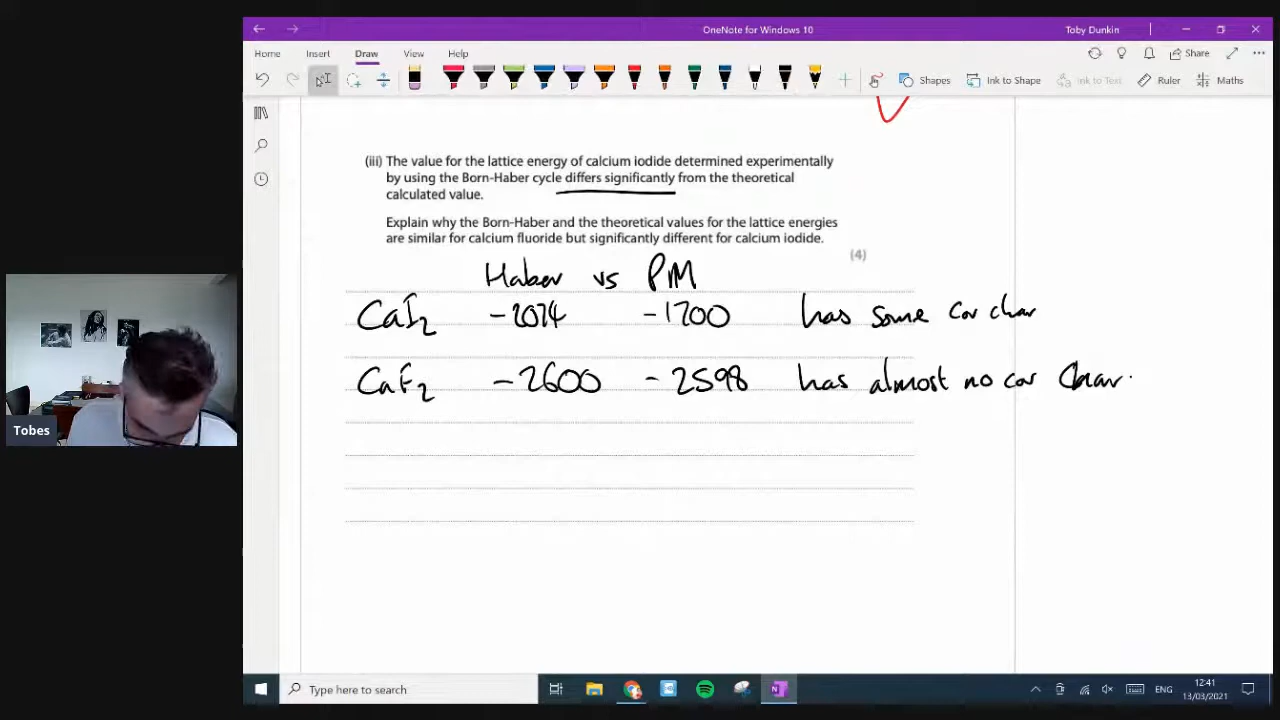 OneNote for Windows 10
Toby Dunkin
Home Insert Draw View Help
Share
Shapes
Ink to Shape
Ink to Text
Ruler
Maths
(iii) The value for the lattice energy of calcium iodide determined experimentally
by using the Born-Haber cycle differs significantly from the theoretical
calculated value.
Explain why the Born-Haber and the theoretical values for the lattice energies
are similar for calcium fluoride but significantly different for calcium iodide.
(4)
Haber vs PM
CaI2 -2074 -1700 has some cov char
CaF2 -2600 -2598 has almost no cov char.
Tobes
Type here to search
ENG
12:41
13/03/2021